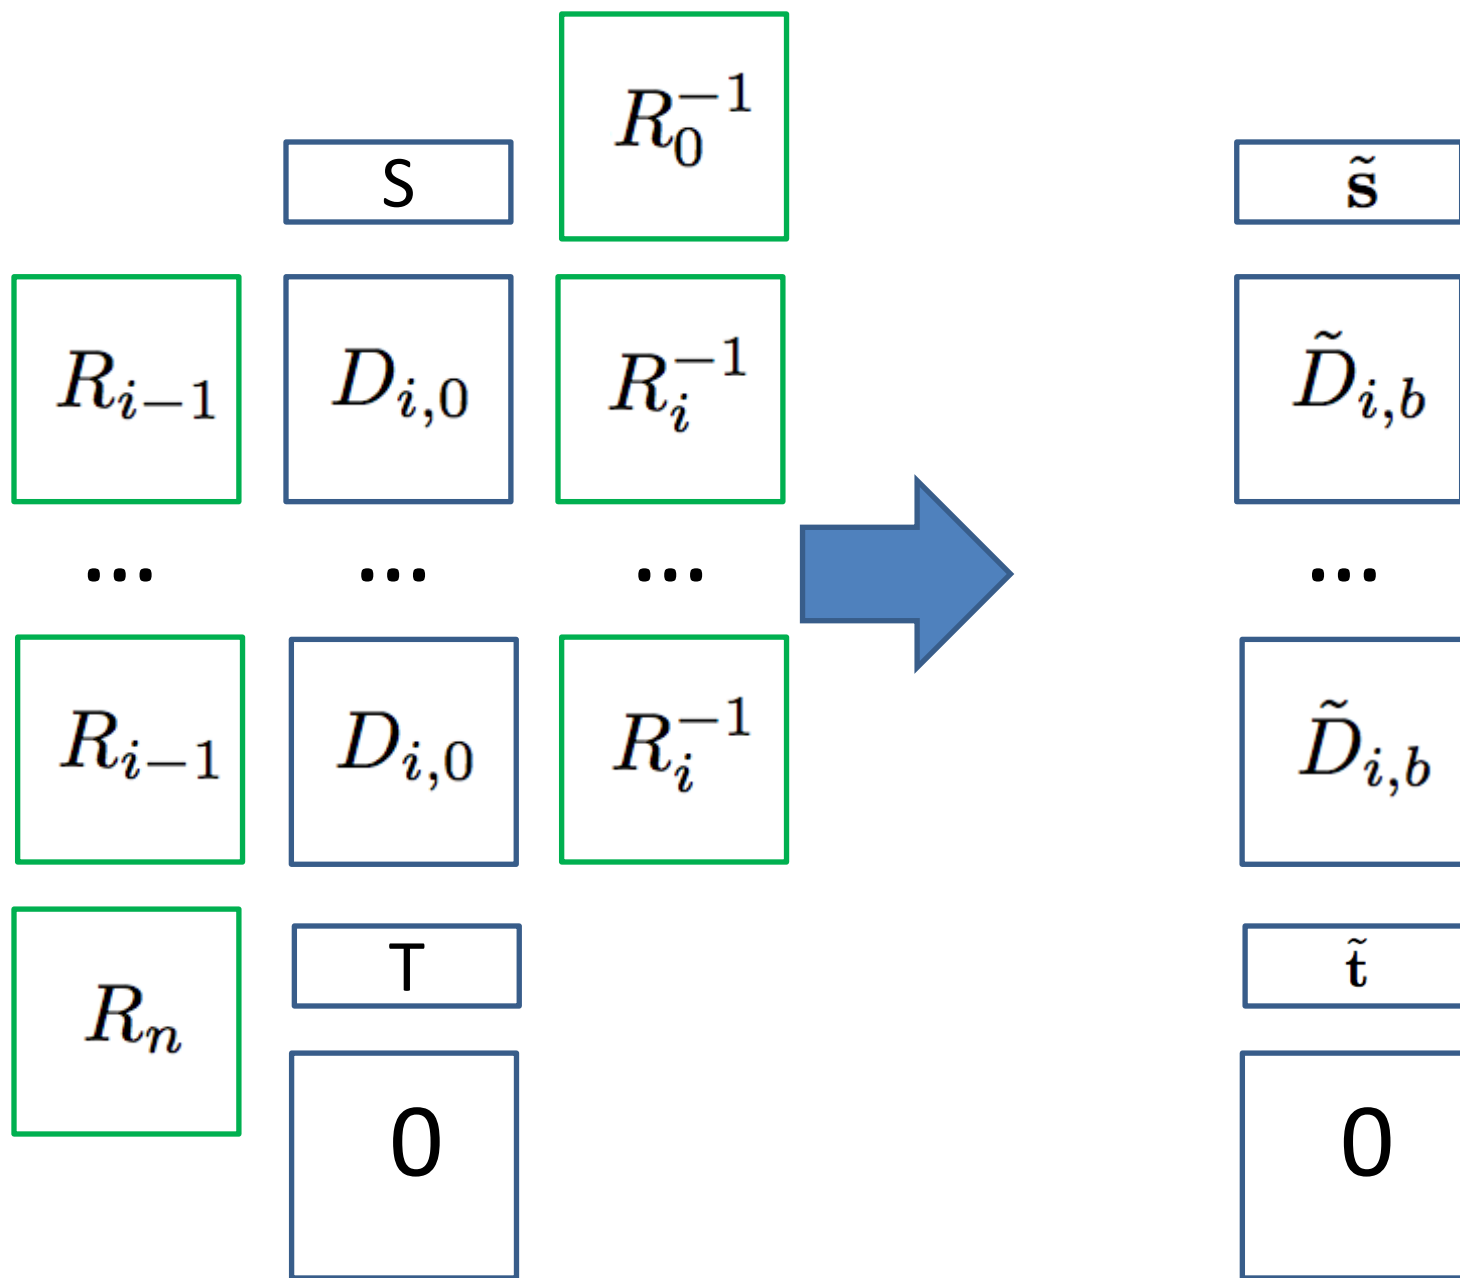 R_0^{-1}
S s̃
R_{i-1} D_{i,0} R_i^{-1} D̃_{i,b}
... ... ... ...
R_{i-1} D_{i,0} R_i^{-1} D̃_{i,b}
T t̃
R_n
0 0